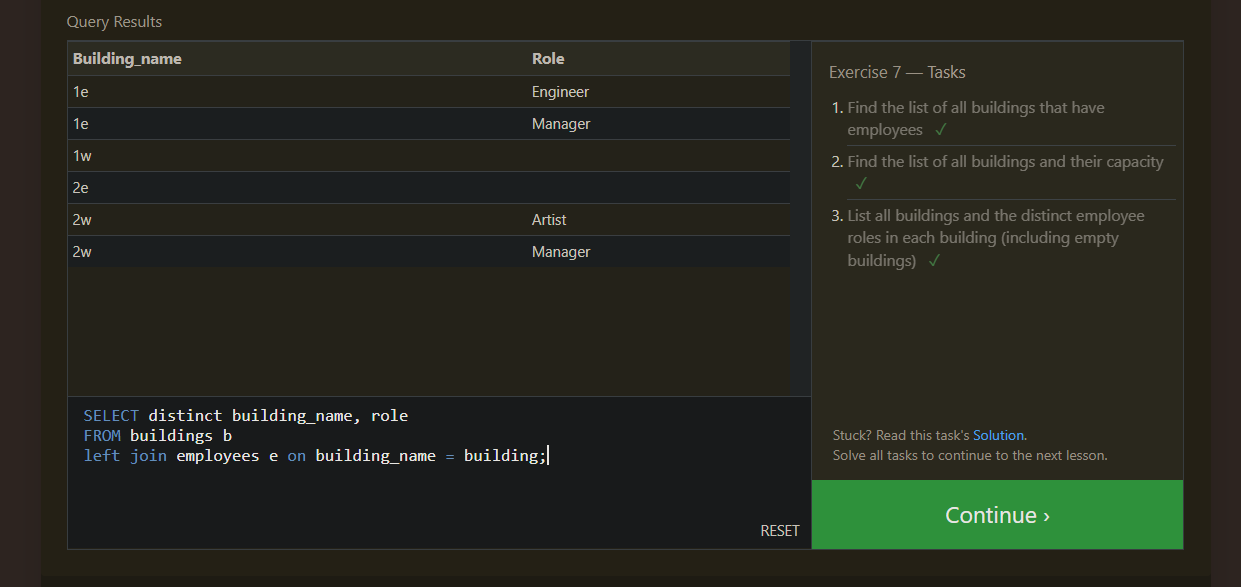 Query Results
Building_name Role
1e Engineer
1e Manager
1w
2e
2w Artist
2w Manager
SELECT distinct building_name, role
FROM buildings b
left join employees e on building_name = building;
RESET
Exercise 7 — Tasks
1. Find the list of all buildings that have
employees ✓
2. Find the list of all buildings and their capacity
✓
3. List all buildings and the distinct employee
roles in each building (including empty
buildings) ✓
Stuck? Read this task's Solution.
Solve all tasks to continue to the next lesson.
Continue ›